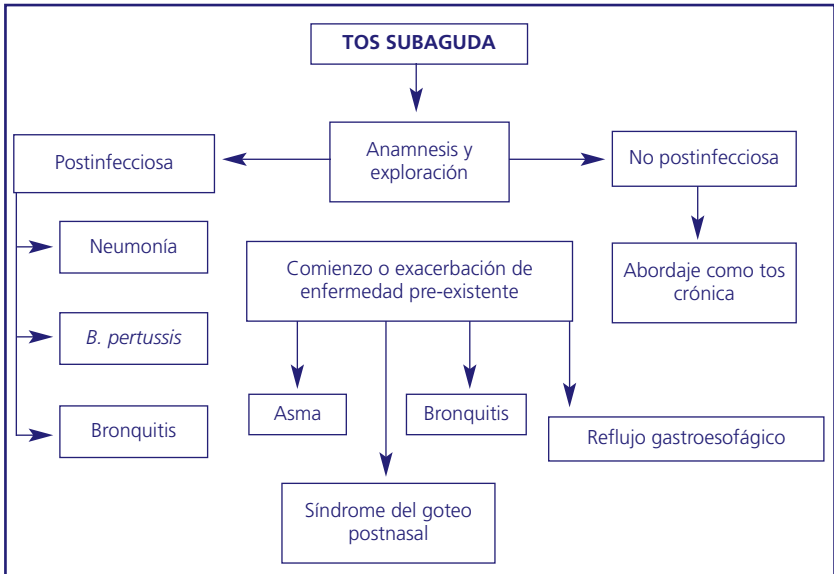 TOS SUBAGUDA
Anamnesis y
exploración
Postinfecciosa
No postinfecciosa
Neumonía
B. pertussis
Bronquitis
Comienzo o exacerbación de
enfermedad pre-existente
Abordaje como tos
crónica
Asma
Bronquitis
Reflujo gastroesofágico
Síndrome del goteo
postnasal